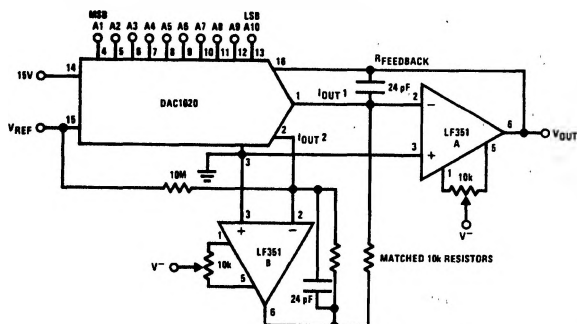 MSB LSB
A1 A2 A3 A4 A5 A6 A7 A8 A9 A10
4 5 6 7 8 9 10 11 12 13
15V 14
DAC1020
16 RFEEDBACK
24 pF
1 IOUT 1
2 IOUT 2
VREF 15
3
2 −
3 +
LF351
A
6 VOUT
1 5
10k
V−
10M
3 2
+ −
LF351
B
1
5
6
V− 10k
24 pF
MATCHED 10k RESISTORS